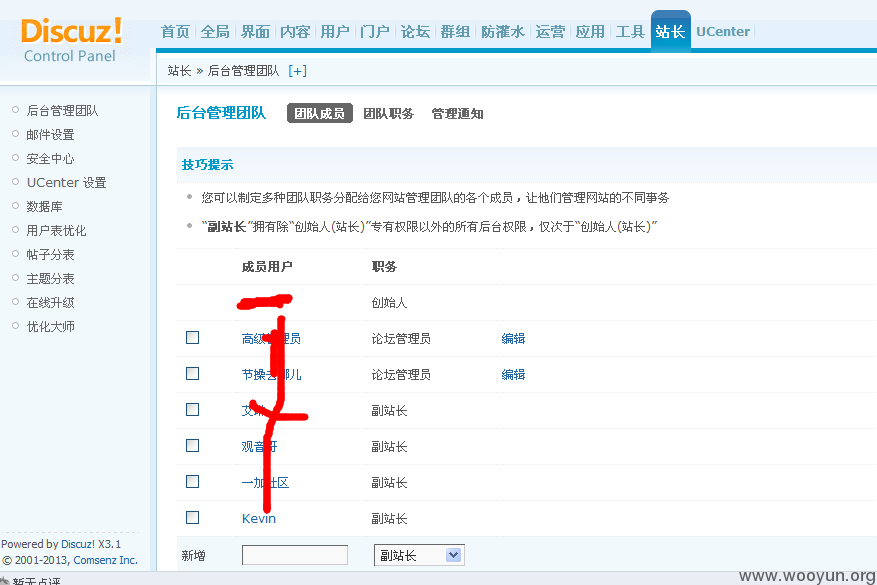 Discuz!
Control Panel
首页 全局 界面 内容 用户 门户 论坛 群组 防灌水 运营 应用 工具 站长 UCenter
站长 » 后台管理团队 [+]
后台管理团队
邮件设置
安全中心
UCenter 设置
数据库
用户表优化
帖子分表
主题分表
在线升级
优化大师
Powered by Discuz! X3.1
© 2001-2013, Comsenz Inc.
后台管理团队 团队成员 团队职务 管理通知
技巧提示
您可以制定多种团队职务分配给您网站管理团队的各个成员，让他们管理网站的不同事务
“副站长”拥有除“创始人(站长)”专有权限以外的所有后台权限，仅次于“创始人(站长)”
成员用户 职务
创始人
高级管理员 论坛管理员 编辑
节操去哪儿 论坛管理员 编辑
副站长
观音哥 副站长
一加社区 副站长
Kevin 副站长
新增 副站长
www.wooyun.org
暂无点评